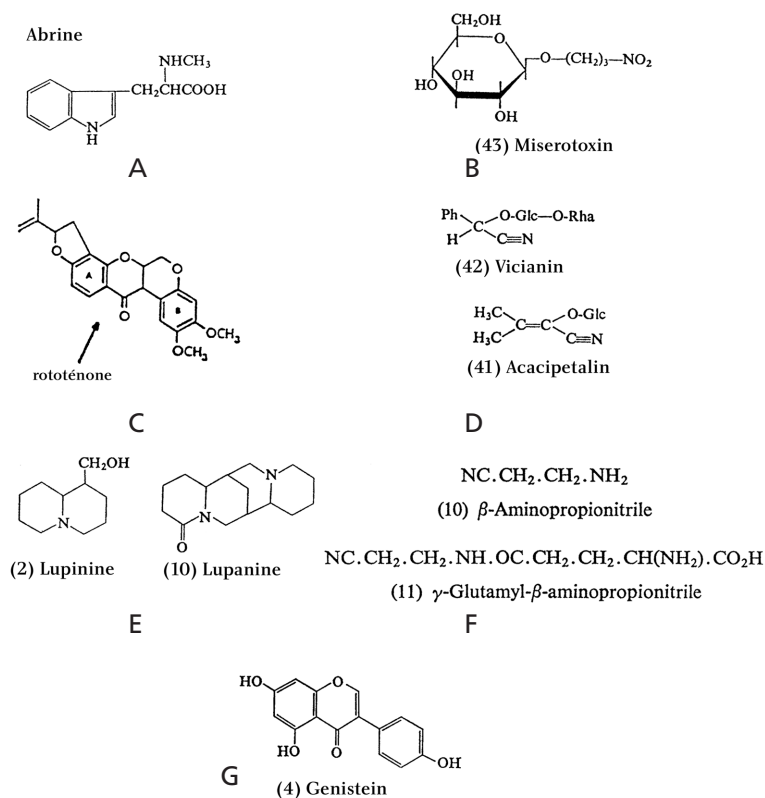 Abrine
NHCH3
CH2CHCOOH
N
H
A
CH2OH
O
O—(CH2)3—NO2
HO
OH
OH
(43) Miserotoxin
B
O
O
O
A
O
B
OCH3
OCH3
rototénone
C
Ph
O-Glc—O-Rha
C
H
C≡N
(42) Vicianin
H3C
O-Glc
C=C
H3C
C≡N
(41) Acacipetalin
D
CH2OH
N
(2) Lupinine
N
N
O
(10) Lupanine
E
NC.CH2.CH2.NH2
(10) β-Aminopropionitrile
NC.CH2.CH2.NH.OC.CH2.CH2.CH(NH2).CO2H
(11) γ-Glutamyl-β-aminopropionitrile
F
HO
O
HO
O
OH
G
(4) Genistein